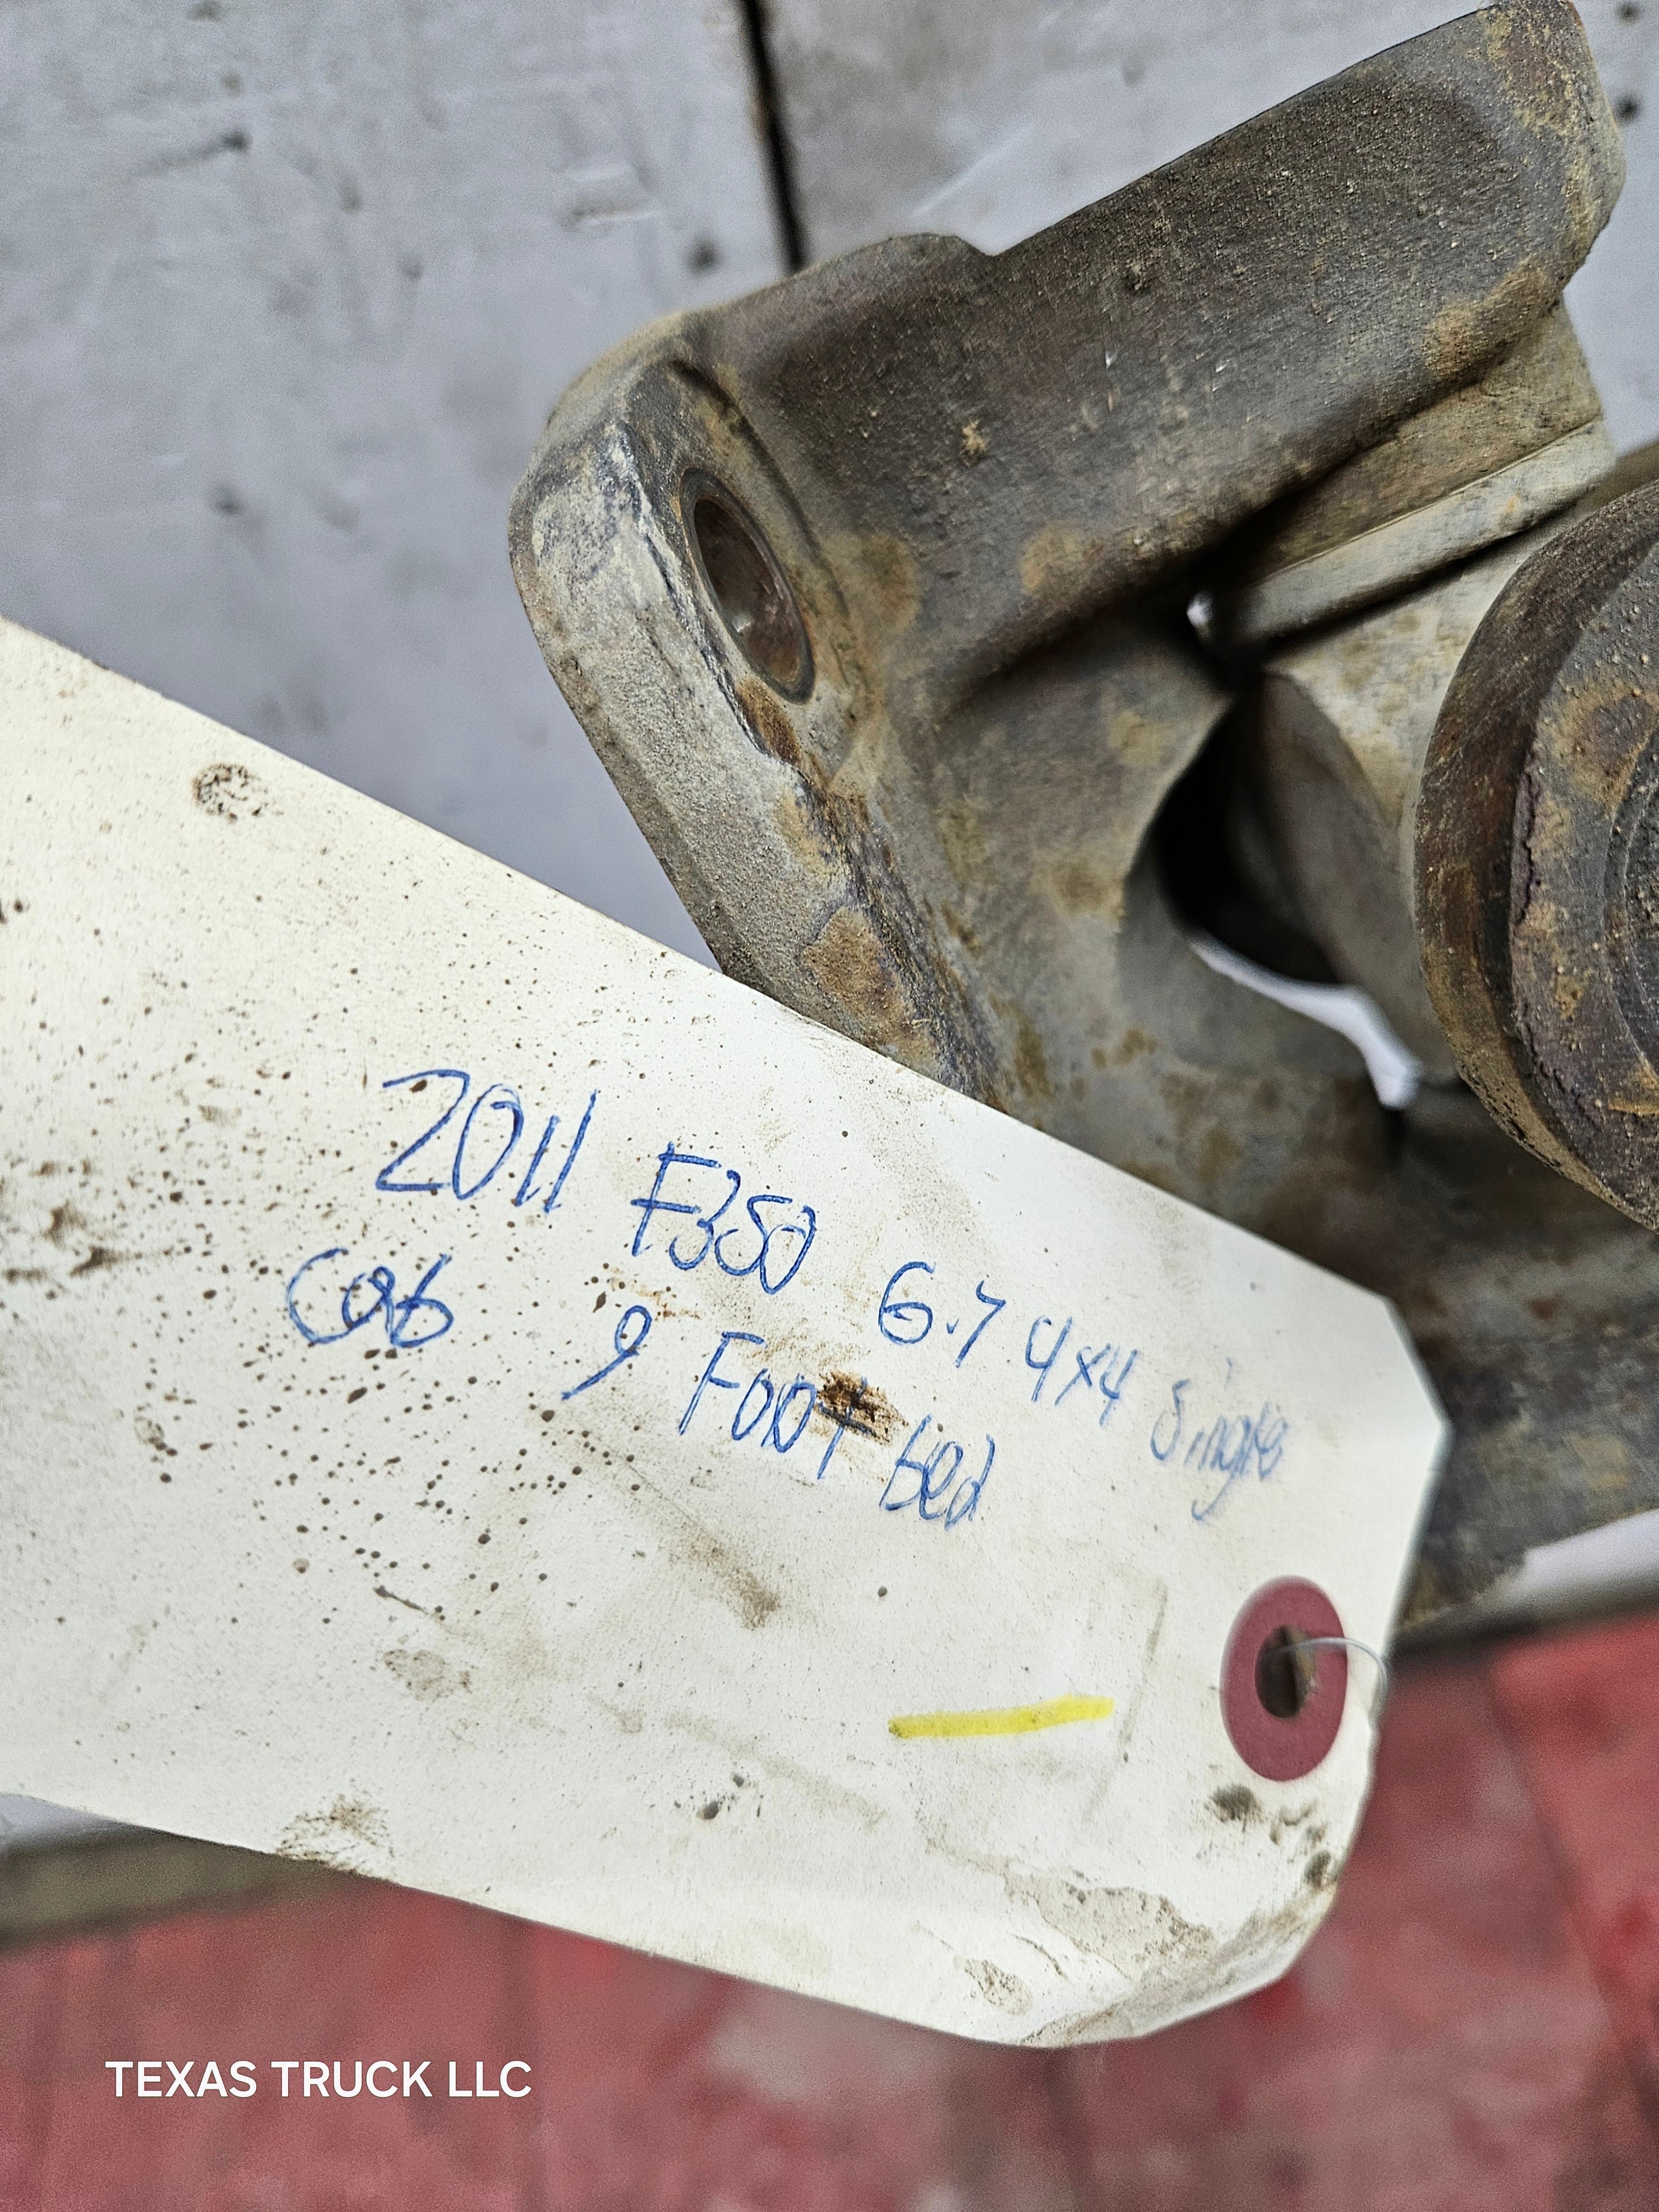 2011 F350 6.7 4x4 Single
Cab 9 Foot bed
TEXAS TRUCK LLC